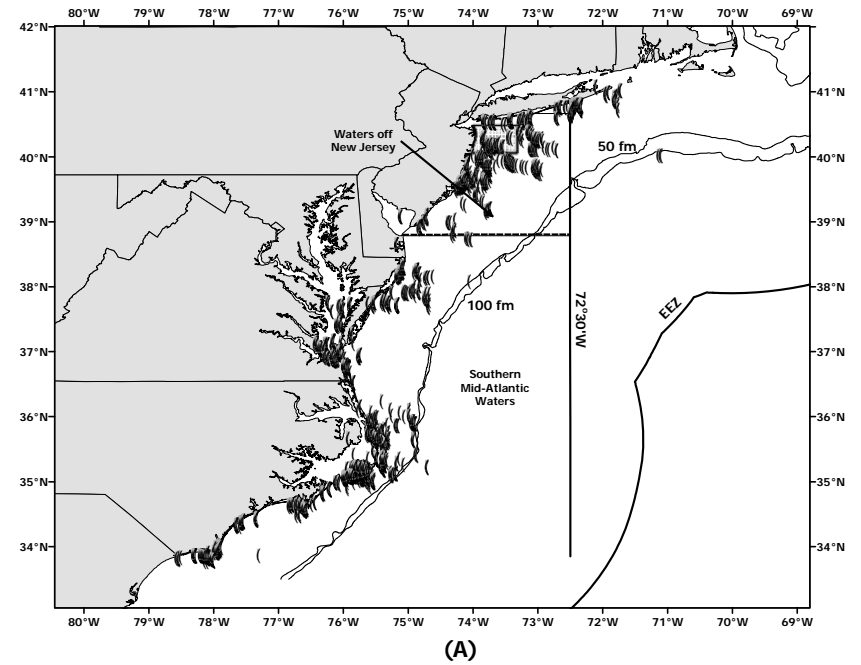 80°W 79°W 78°W 77°W 76°W 75°W 74°W 73°W 72°W 71°W 70°W 69°W
42°N 42°N
41°N 41°N
Waters off
New Jersey
50 fm
40°N 40°N
39°N 39°N
38°N 38°N
100 fm
72°30'W
EEZ
37°N 37°N
Southern
Mid-Atlantic
Waters
36°N 36°N
35°N 35°N
34°N 34°N
80°W 79°W 78°W 77°W 76°W 75°W 74°W 73°W 72°W 71°W 70°W 69°W
(A)